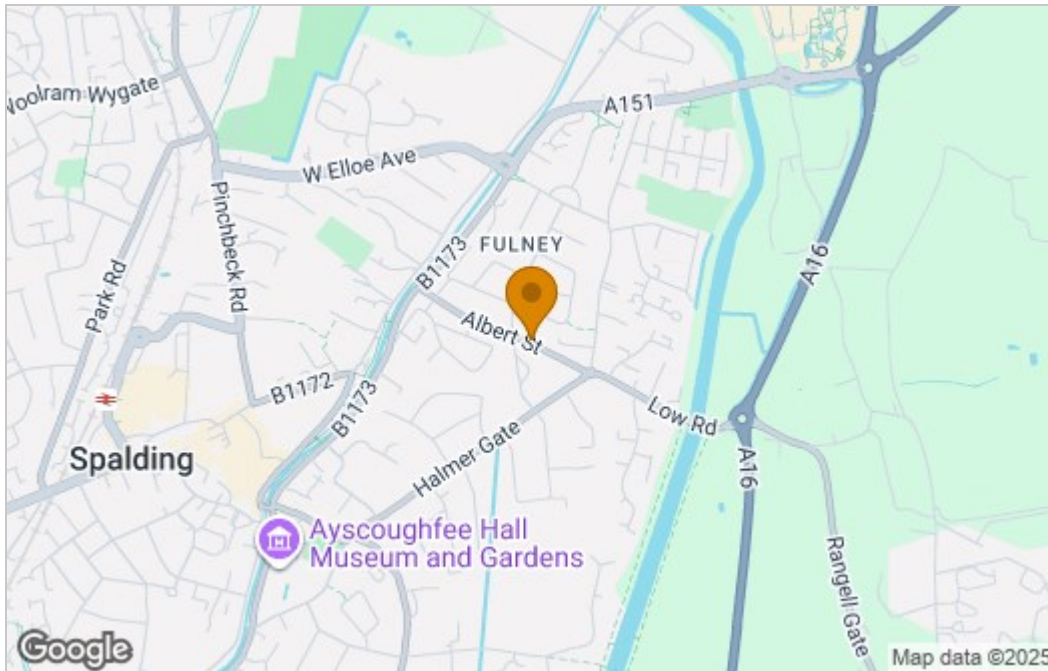 A151
Woolram Wygate
W Elloe Ave
Pinchbeck Rd
FULNEY
B1173
A16
Park Rd
Albert St
B1172
B1173
Low Rd
Spalding
Halmer Gate
A16
Ayscoughfee Hall
Museum and Gardens
Rangell Gate
Google
Map data ©2025